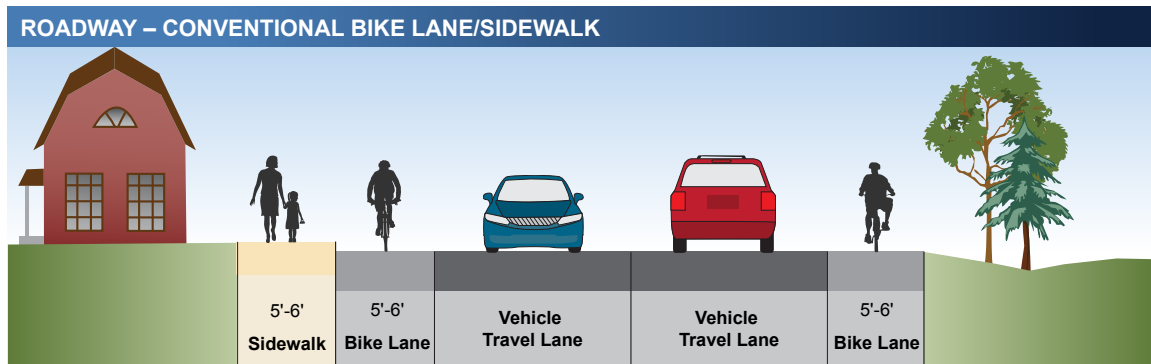 ROADWAY – CONVENTIONAL BIKE LANE/SIDEWALK
5'-6'
Sidewalk
5'-6'
Bike Lane
Vehicle
Travel Lane
Vehicle
Travel Lane
5'-6'
Bike Lane